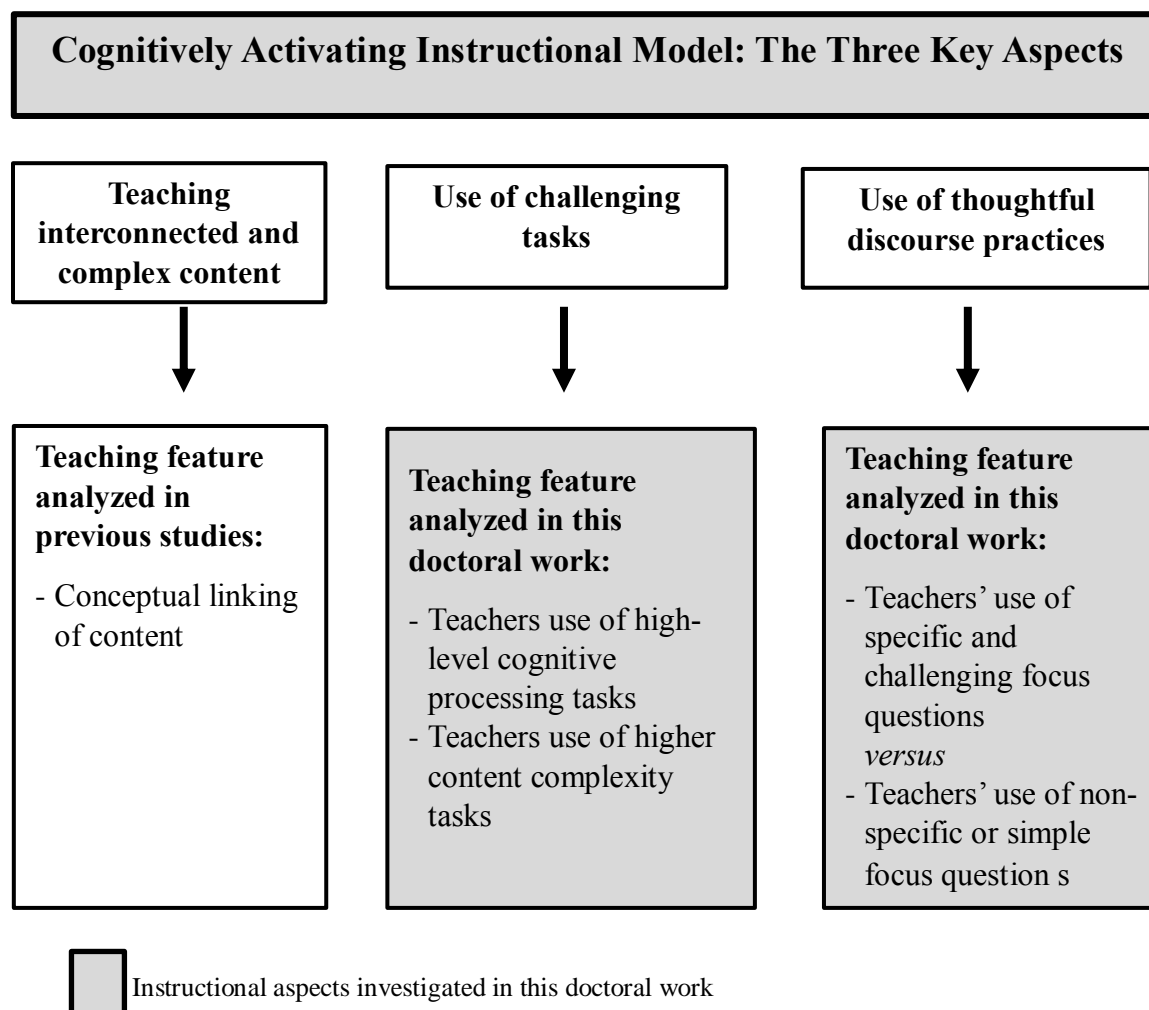 Cognitively Activating Instructional Model: The Three Key Aspects
Teaching
interconnected and
complex content
Use of challenging
tasks
Use of thoughtful
discourse practices
Teaching feature
analyzed in
previous studies:
- Conceptual linking
of content
Teaching feature
analyzed in this
doctoral work:
- Teachers use of high-
level cognitive
processing tasks
- Teachers use of higher
content complexity
tasks
Teaching feature
analyzed in this
doctoral work:
- Teachers’ use of
specific and
challenging focus
questions
versus
- Teachers’ use of non-
specific or simple
focus question s
Instructional aspects investigated in this doctoral work